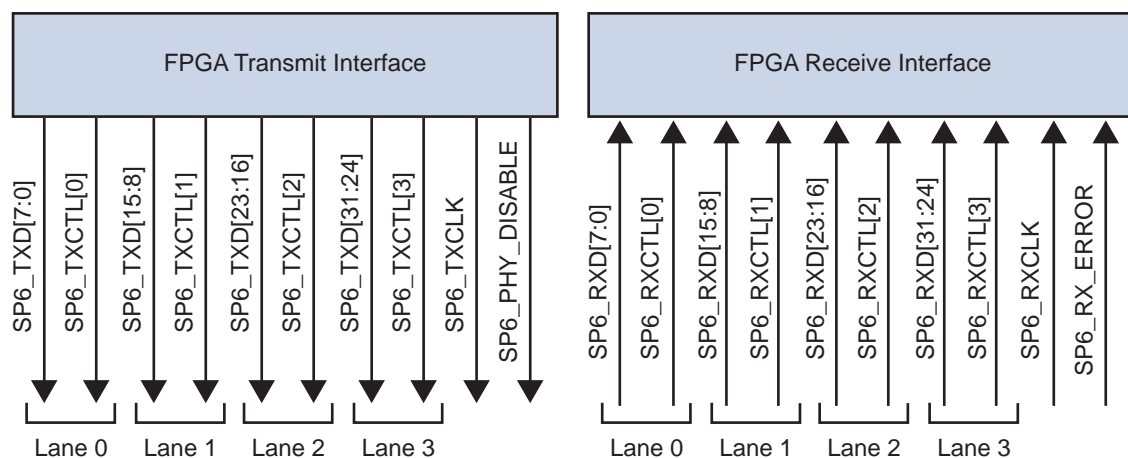 FPGA Transmit Interface
SP6_TXD[7:0]
SP6_TXCTL[0]
SP6_TXD[15:8]
SP6_TXCTL[1]
SP6_TXD[23:16]
SP6_TXCTL[2]
SP6_TXD[31:24]
SP6_TXCTL[3]
SP6_TXCLK
SP6_PHY_DISABLE
Lane 0
Lane 1
Lane 2
Lane 3
FPGA Receive Interface
SP6_RXD[7:0]
SP6_RXCTL[0]
SP6_RXD[15:8]
SP6_RXCTL[1]
SP6_RXD[23:16]
SP6_RXCTL[2]
SP6_RXD[31:24]
SP6_RXCTL[3]
SP6_RXCLK
SP6_RX_ERROR
Lane 0
Lane 1
Lane 2
Lane 3